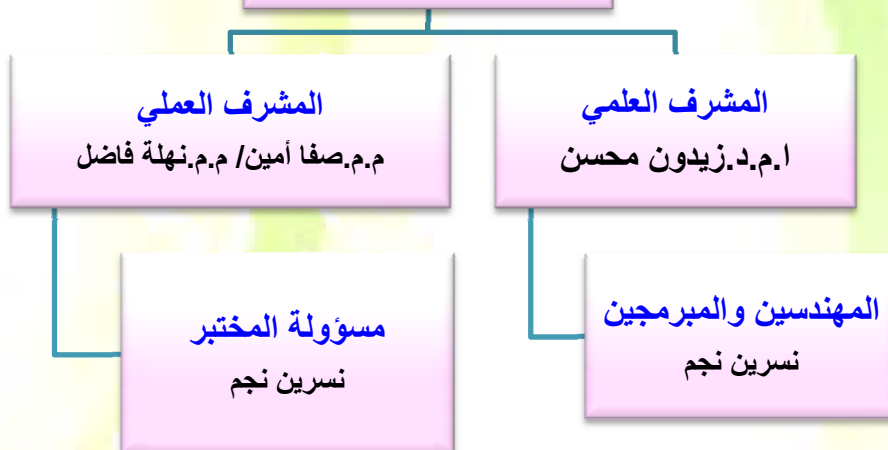 المشرف العلمي
ا.م.د.زيدون محسن
المشرف العملي
م.م.صفا أمين/ م.م.نهلة فاضل
المهندسين والمبرمجين
نسرين نجم
مسؤولة المختبر
نسرين نجم